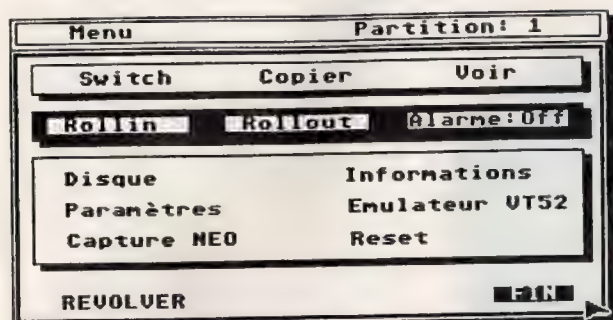 Menu Partition: 1
Switch Copier Voir
Rollin Rollout Alarme:Off
Disque Informations
Paramètres Emulateur VT52
Capture NEO Reset
REVOLVER FIN